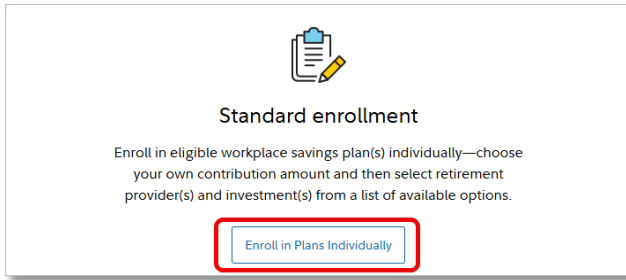 Standard enrollment
Enroll in eligible workplace savings plan(s) individually—choose
your own contribution amount and then select retirement
provider(s) and investment(s) from a list of available options.
Enroll in Plans Individually